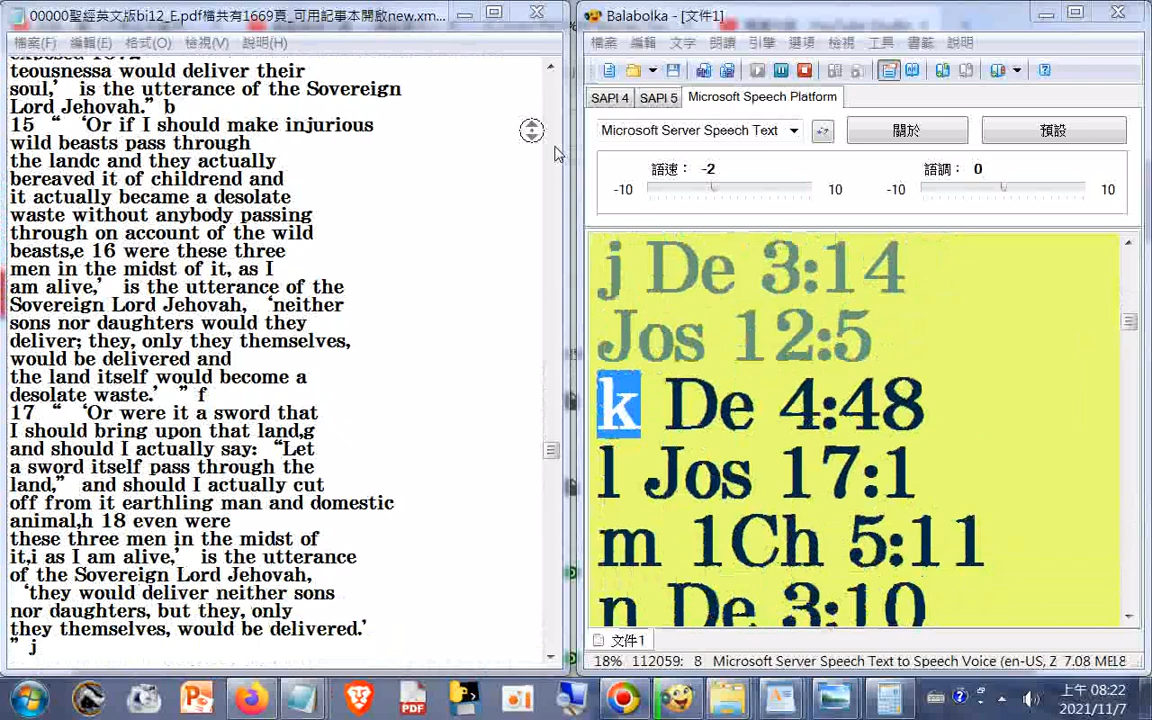 00000聖經英文版bi12_E.pdf檔共有1669頁_可用記事本開啟new.xm...
檔案(F) 編輯(E) 格式(O) 檢視(V) 說明(H)
teousnessa would deliver their
soul,’ is the utterance of the Sovereign
Lord Jehovah.” b
15 “ ‘Or if I should make injurious
wild beasts pass through
the landc and they actually
bereaved it of childrend and
it actually became a desolate
waste without anybody passing
through on account of the wild
beasts,e 16 were these three
men in the midst of it, as I
am alive,’ is the utterance of the
Sovereign Lord Jehovah, ‘neither
sons nor daughters would they
deliver; they, only they themselves,
would be delivered and
the land itself would become a
desolate waste.’ ” f
17 “ ‘Or were it a sword that
I should bring upon that land,g
and should I actually say: “Let
a sword itself pass through the
land,” and should I actually cut
off from it earthling man and domestic
animal,h 18 even were
these three men in the midst of
it,i as I am alive,’ is the utterance
of the Sovereign Lord Jehovah,
‘they would deliver neither sons
nor daughters, but they, only
they themselves, would be delivered.’
” j
Balabolka - [文件1]
檔案 編輯 文字 朗讀 引擎 選項 檢視 工具 書籤 說明
SAPI 4 SAPI 5 Microsoft Speech Platform
Microsoft Server Speech Text 關於 預設
語速: -2 語調: 0
-10 10 -10 10
j De 3:14
Jos 12:5
k De 4:48
l Jos 17:1
m 1Ch 5:11
n De 3:10
文件1
18% 112059: 8 Microsoft Server Speech Text to Speech Voice (en-US, Z 7.08 MEL8
上午 08:22
2021/11/7